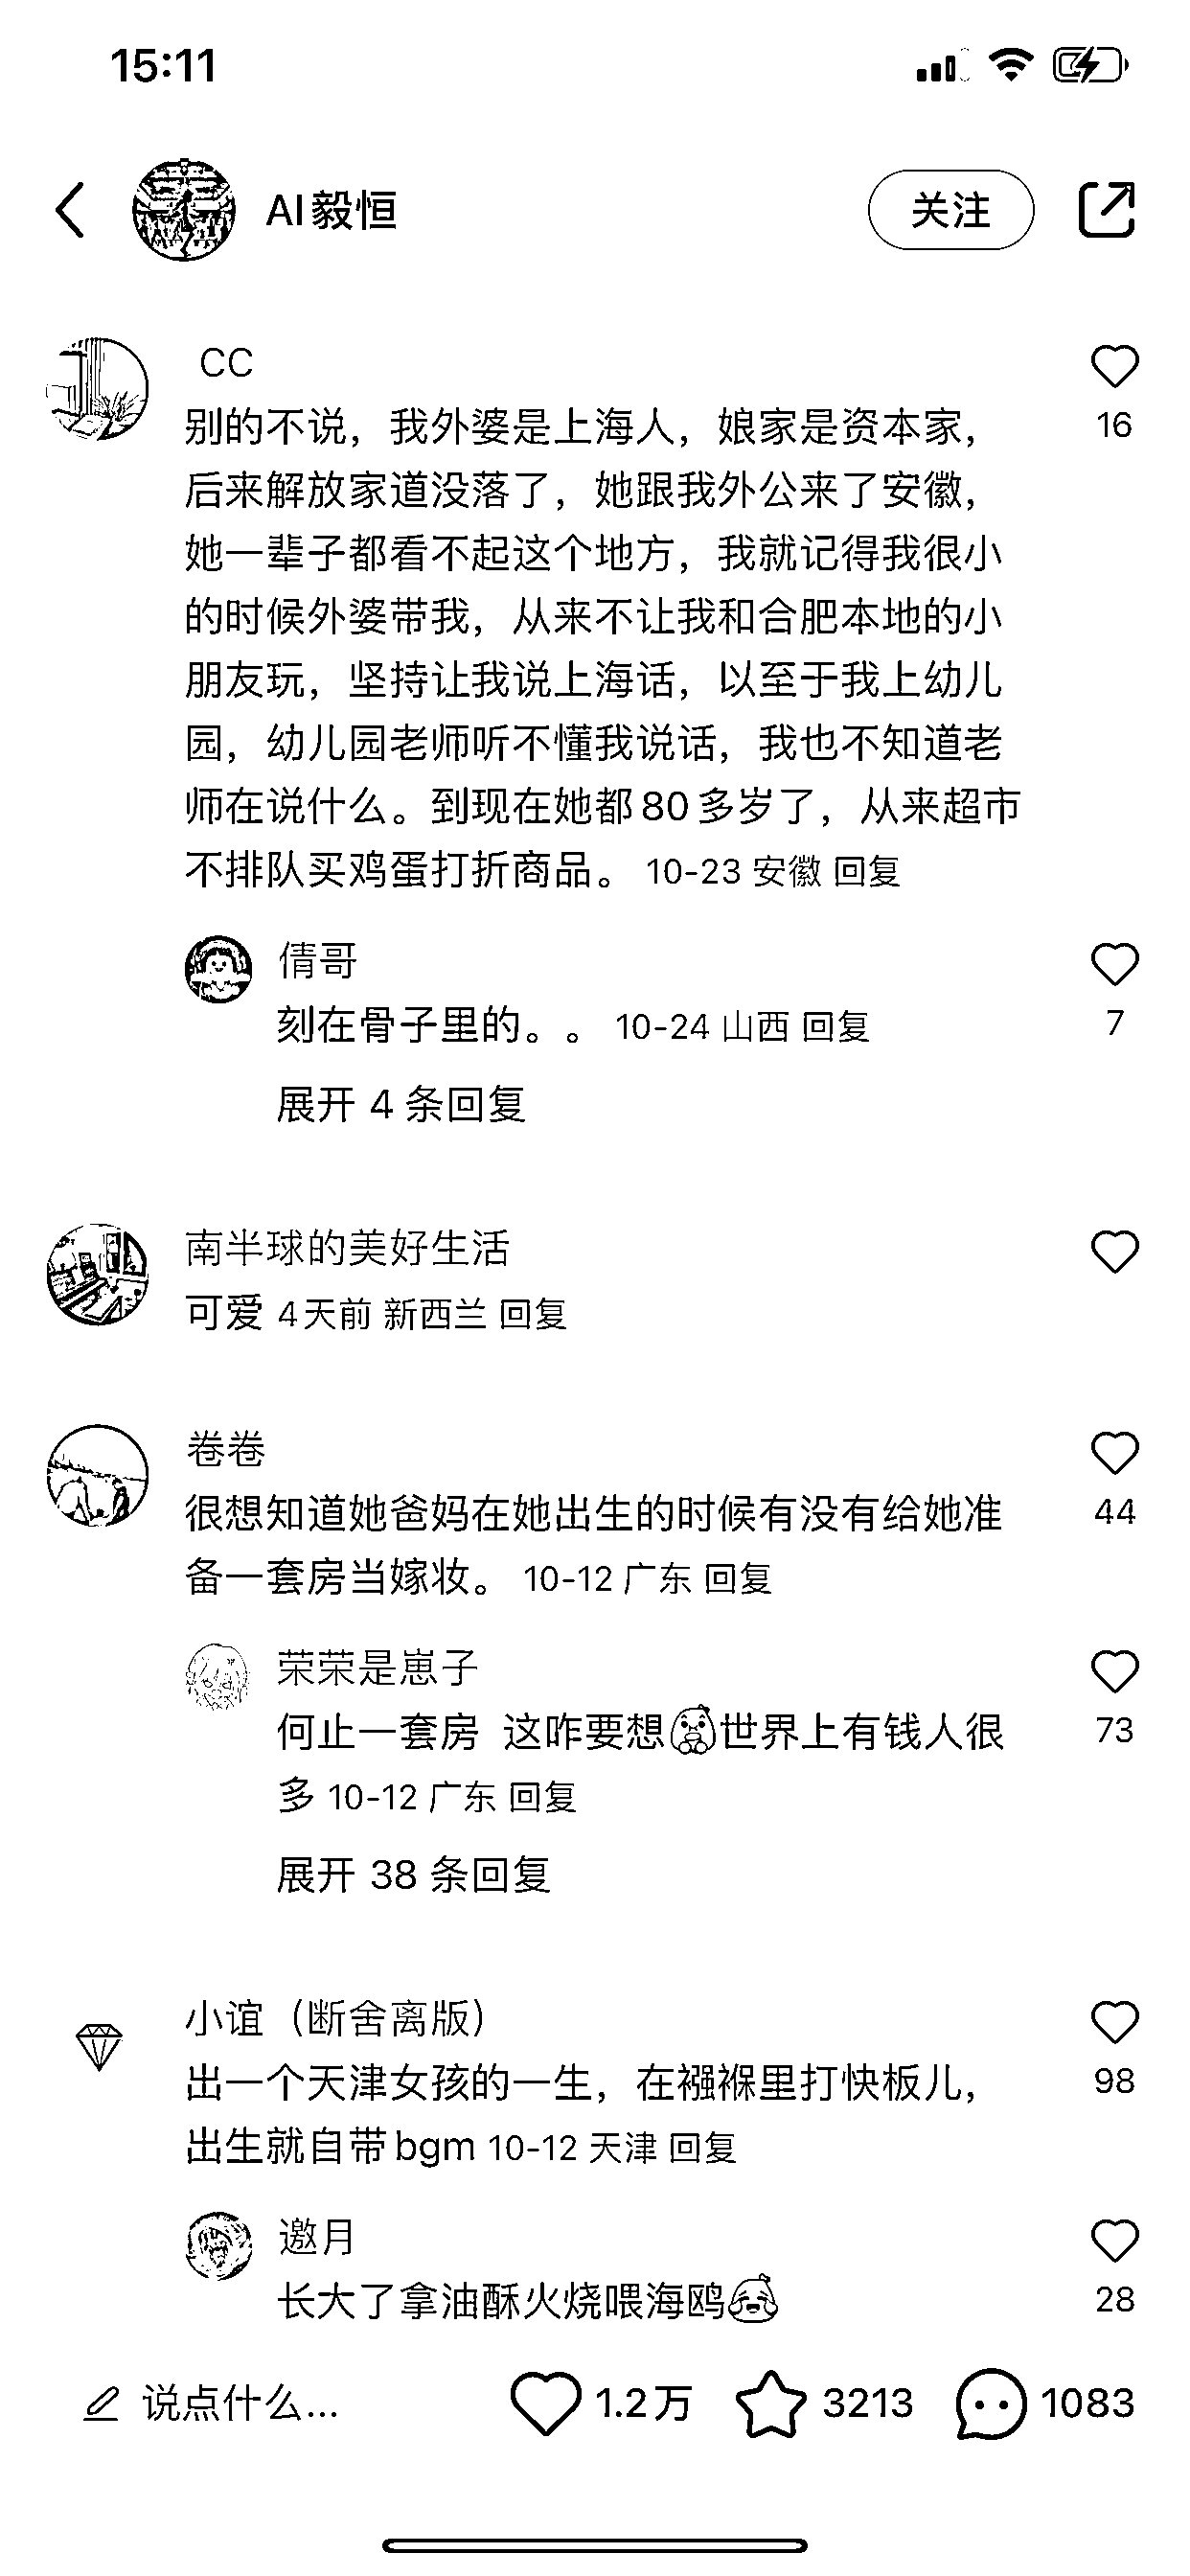 15:11
AI毅恒
关注
CC
别的不说，我外婆是上海人，娘家是资本家，
后来解放家道没落了，她跟我外公来了安徽，
她一辈子都看不起这个地方，我就记得我很小
的时候外婆带我，从来不让我和合肥本地的小
朋友玩，坚持让我说上海话，以至于我上幼儿
园，幼儿园老师听不懂我说话，我也不知道老
师在说什么。到现在她都80多岁了，从来超市
不排队买鸡蛋打折商品。 10-23 安徽 回复
16
倩哥
刻在骨子里的。。 10-24 山西 回复
7
展开 4 条回复
南半球的美好生活
可爱 4天前 新西兰 回复
卷卷
很想知道她爸妈在她出生的时候有没有给她准
备一套房当嫁妆。 10-12 广东 回复
44
荣荣是崽子
何止一套房 这咋要想世界上有钱人很
多 10-12 广东 回复
73
展开 38 条回复
小谊（断舍离版）
出一个天津女孩的一生，在襁褓里打快板儿，
出生就自带bgm 10-12 天津 回复
98
邀月
长大了拿油酥火烧喂海鸥
28
说点什么...
1.2万
3213
1083